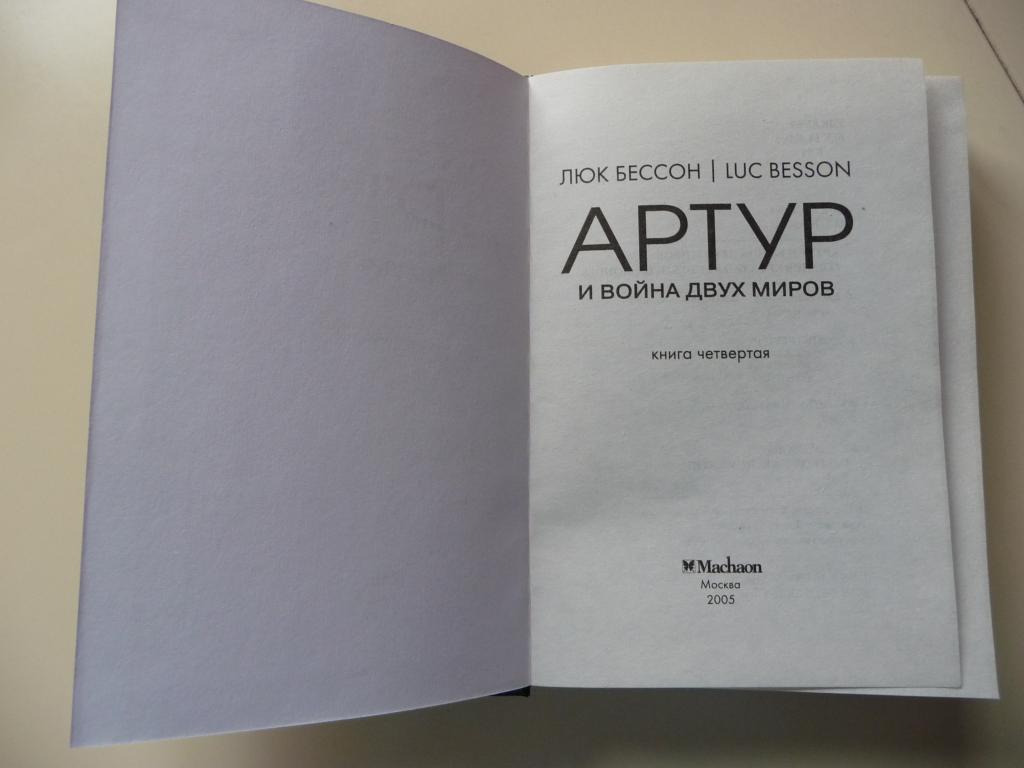 ЛЮК БЕССОН | LUC BESSON
АРТУР
И ВОЙНА ДВУХ МИРОВ
книга четвертая
Machaon
Москва
2005